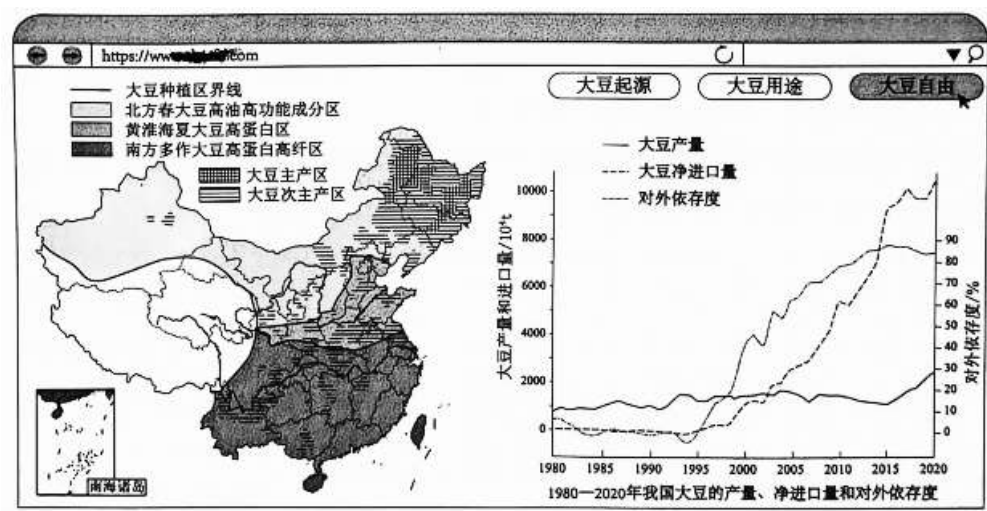 https://www
.com
大豆起源
大豆用途
大豆自由
大豆种植区界线
北方春大豆高油高功能成分区
黄淮海夏大豆高蛋白区
南方多作大豆高蛋白高纤区
大豆主产区
大豆次主产区
南海诸岛
大豆产量
大豆净进口量
对外依存度
大豆产量和进口量/10⁴t
10000
8000
6000
4000
2000
0
对外依存度/%
90
80
70
60
50
40
30
20
10
0
1980 1985 1990 1995 2000 2005 2010 2015 2020
1980—2020年我国大豆的产量、净进口量和对外依存度